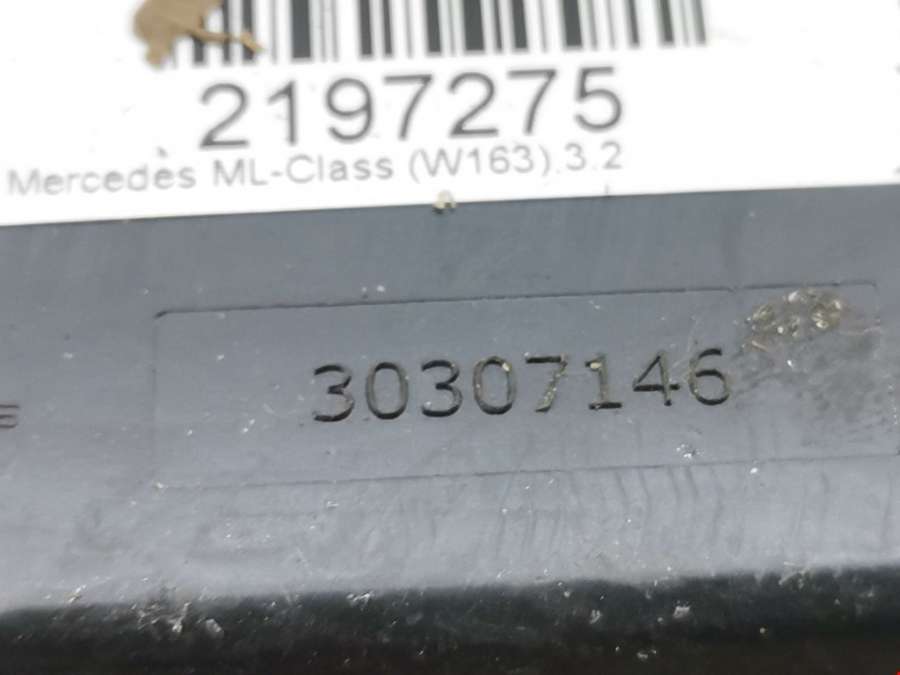 2197275
Mercedes ML-Class (W163).3.2
30307146